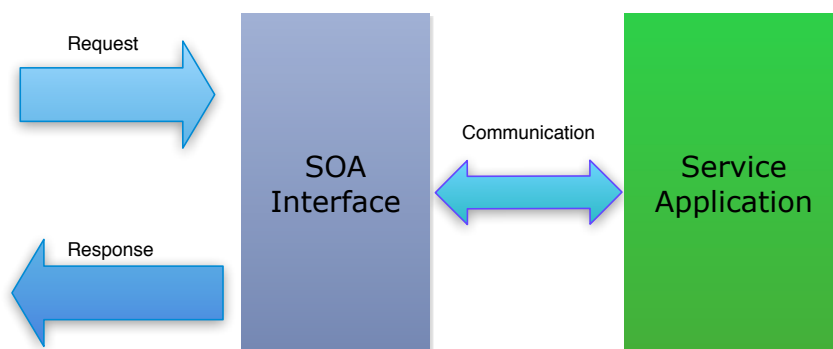 Request
SOA
Interface
Communication
Service
Application
Response